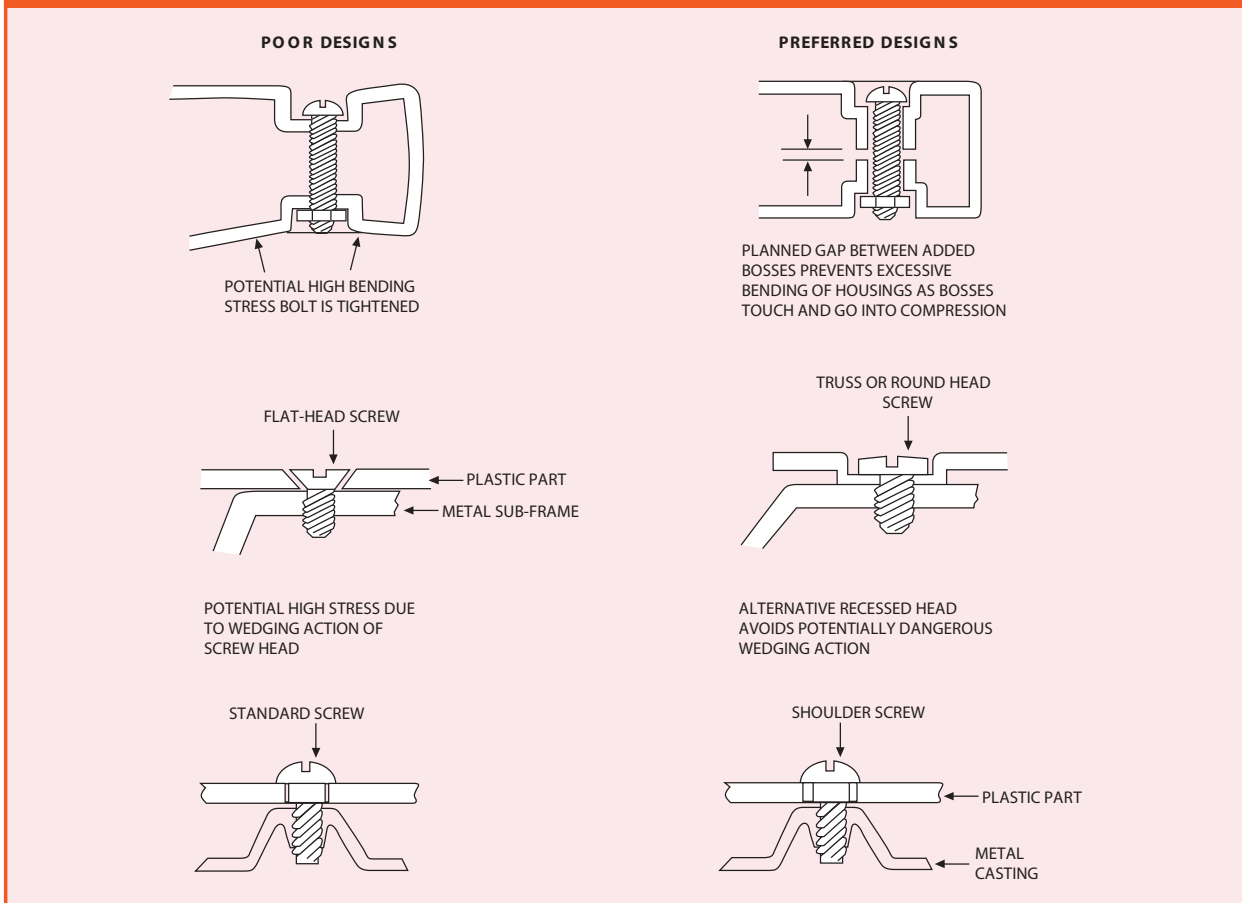 POOR DESIGNS
PREFERRED DESIGNS
POTENTIAL HIGH BENDING
STRESS BOLT IS TIGHTENED
PLANNED GAP BETWEEN ADDED
BOSSES PREVENTS EXCESSIVE
BENDING OF HOUSINGS AS BOSSES
TOUCH AND GO INTO COMPRESSION
FLAT-HEAD SCREW
PLASTIC PART
METAL SUB-FRAME
TRUSS OR ROUND HEAD
SCREW
POTENTIAL HIGH STRESS DUE
TO WEDGING ACTION OF
SCREW HEAD
ALTERNATIVE RECESSED HEAD
AVOIDS POTENTIALLY DANGEROUS
WEDGING ACTION
STANDARD SCREW
SHOULDER SCREW
PLASTIC PART
METAL
CASTING